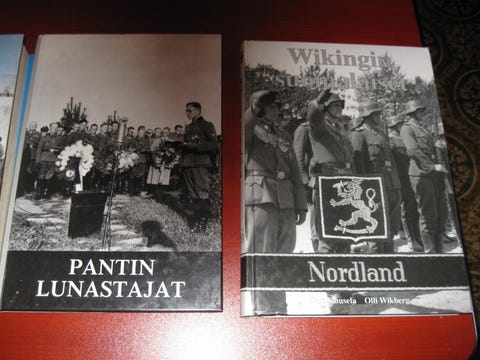 PANTIN
LUNASTAJAT
Wikingin
Nordland
Olli Wikberg